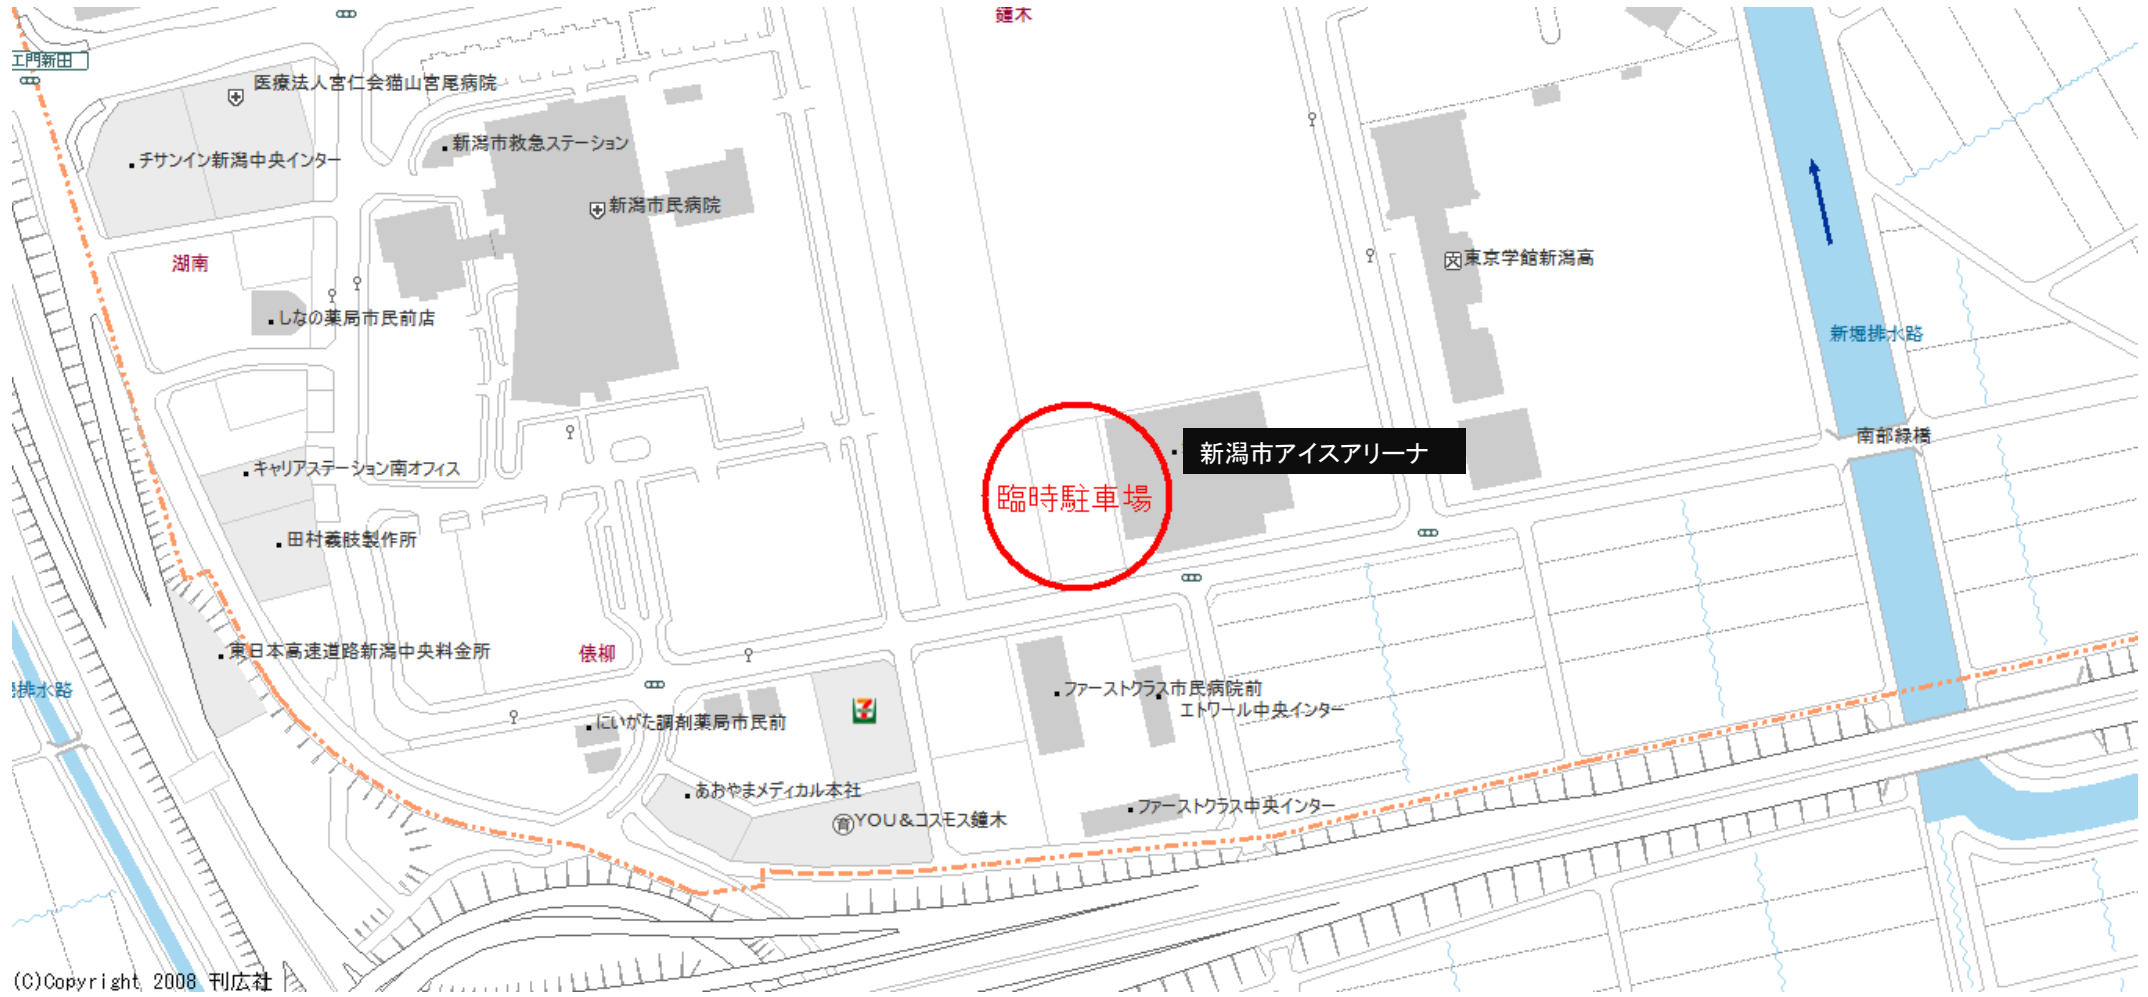 鐘木
エ門新田
医療法人宮仁会猫山宮尾病院
新潟市救急ステーション
チサンイン新潟中央インター
新潟市民病院
湖南
東京学館新潟高
しなの薬局市民前店
新堀排水路
南部緑橋
新潟市アイスアリーナ
キャリアステーション南オフィス
臨時駐車場
田村義肢製作所
東日本高速道路新潟中央料金所
俵柳
排水路
ファーストクラス市民病院前
エトワール中央インター
にいがた調剤薬局市民前
あおやまメディカル本社
ファーストクラス中央インター
YOU&コスモス鐘木
(C)Copyright 2008 刊広社